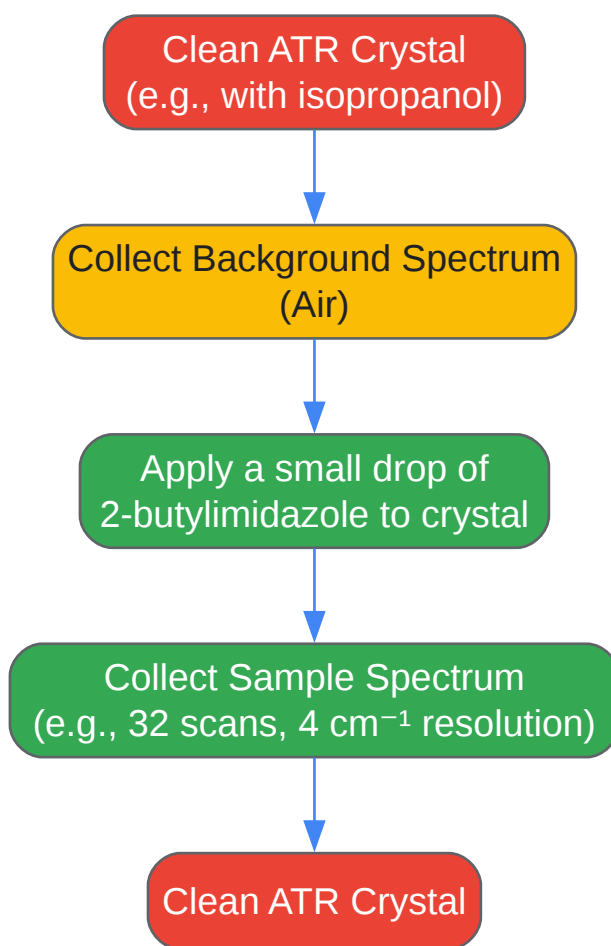 Clean ATR Crystal
(e.g., with isopropanol)
Collect Background Spectrum
(Air)
Apply a small drop of
2-butylimidazole to crystal
Collect Sample Spectrum
(e.g., 32 scans, 4 cm⁻¹ resolution)
Clean ATR Crystal